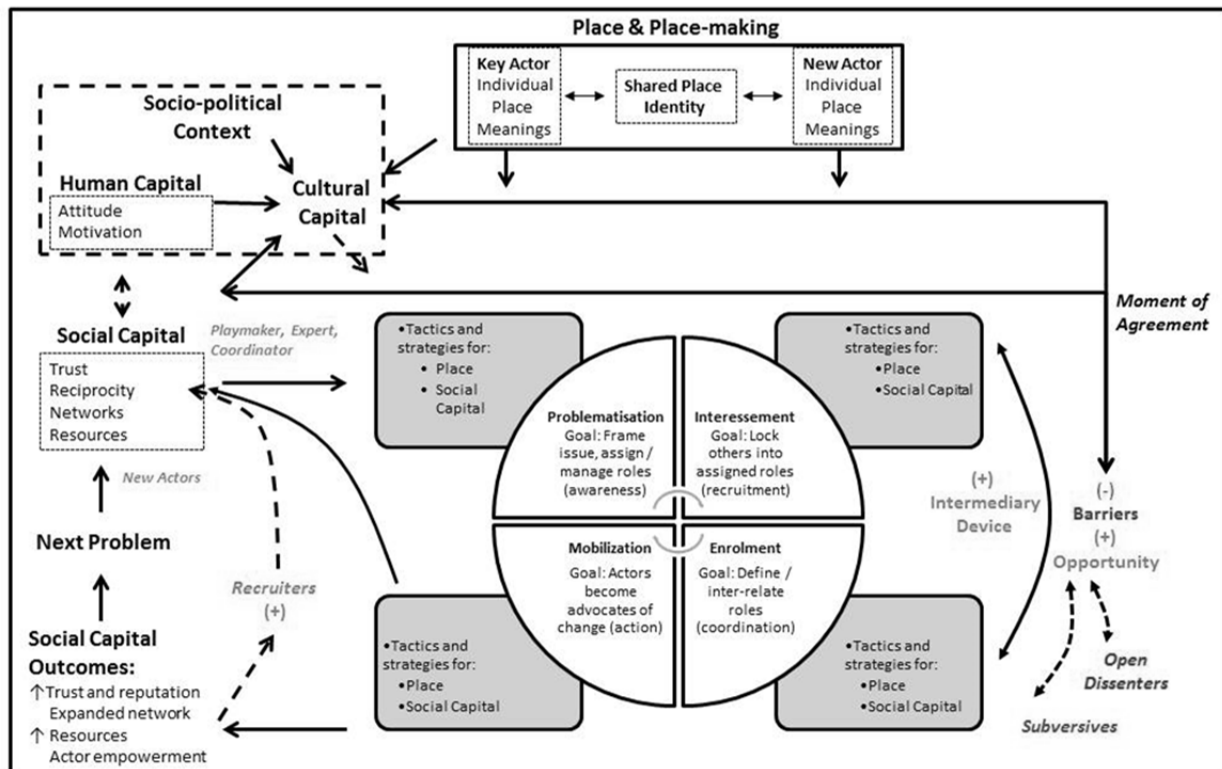 Place & Place-making
Key Actor
Individual
Place
Meanings
Shared Place
Identity
New Actor
Individual
Place
Meanings
Socio-political
Context
Human Capital
Attitude
Motivation
Cultural
Capital
Moment of
Agreement
Social Capital
Trust
Reciprocity
Networks
Resources
Playmaker, Expert,
Coordinator
•Tactics and
strategies for:
• Place
• Social
Capital
•Tactics and
strategies for:
•Place
•Social Capital
Problematisation
Goal: Frame
issue, assign /
manage roles
(awareness)
Interessement
Goal: Lock
others into
assigned roles
(recruitment)
New Actors
Next Problem
Recruiters
(+)
(+)
Intermediary
Device
(-)
Barriers
(+)
Opportunity
Mobilization
Goal: Actors
become
advocates of
change (action)
Enrolment
Goal: Define /
inter-relate
roles
(coordination)
Social Capital
Outcomes:
↑Trust and reputation
Expanded network
↑ Resources
Actor empowerment
•Tactics and
strategies for:
•Place
•Social Capital
•Tactics and
strategies for:
•Place
•Social Capital
Open
Dissenters
Subversives